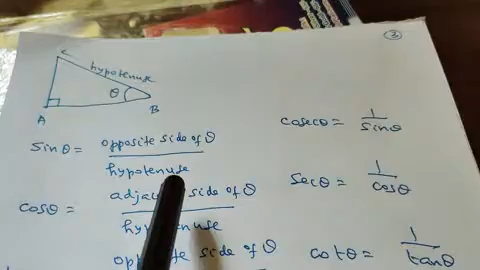 3
C
hypotenuse
θ
A
B
Sinθ = opposite side of θ / hypotenuse
cosecθ = 1 / Sinθ
cosθ = side of θ /
Secθ = 1 / cosθ
side of θ
cotθ = 1 / tanθ